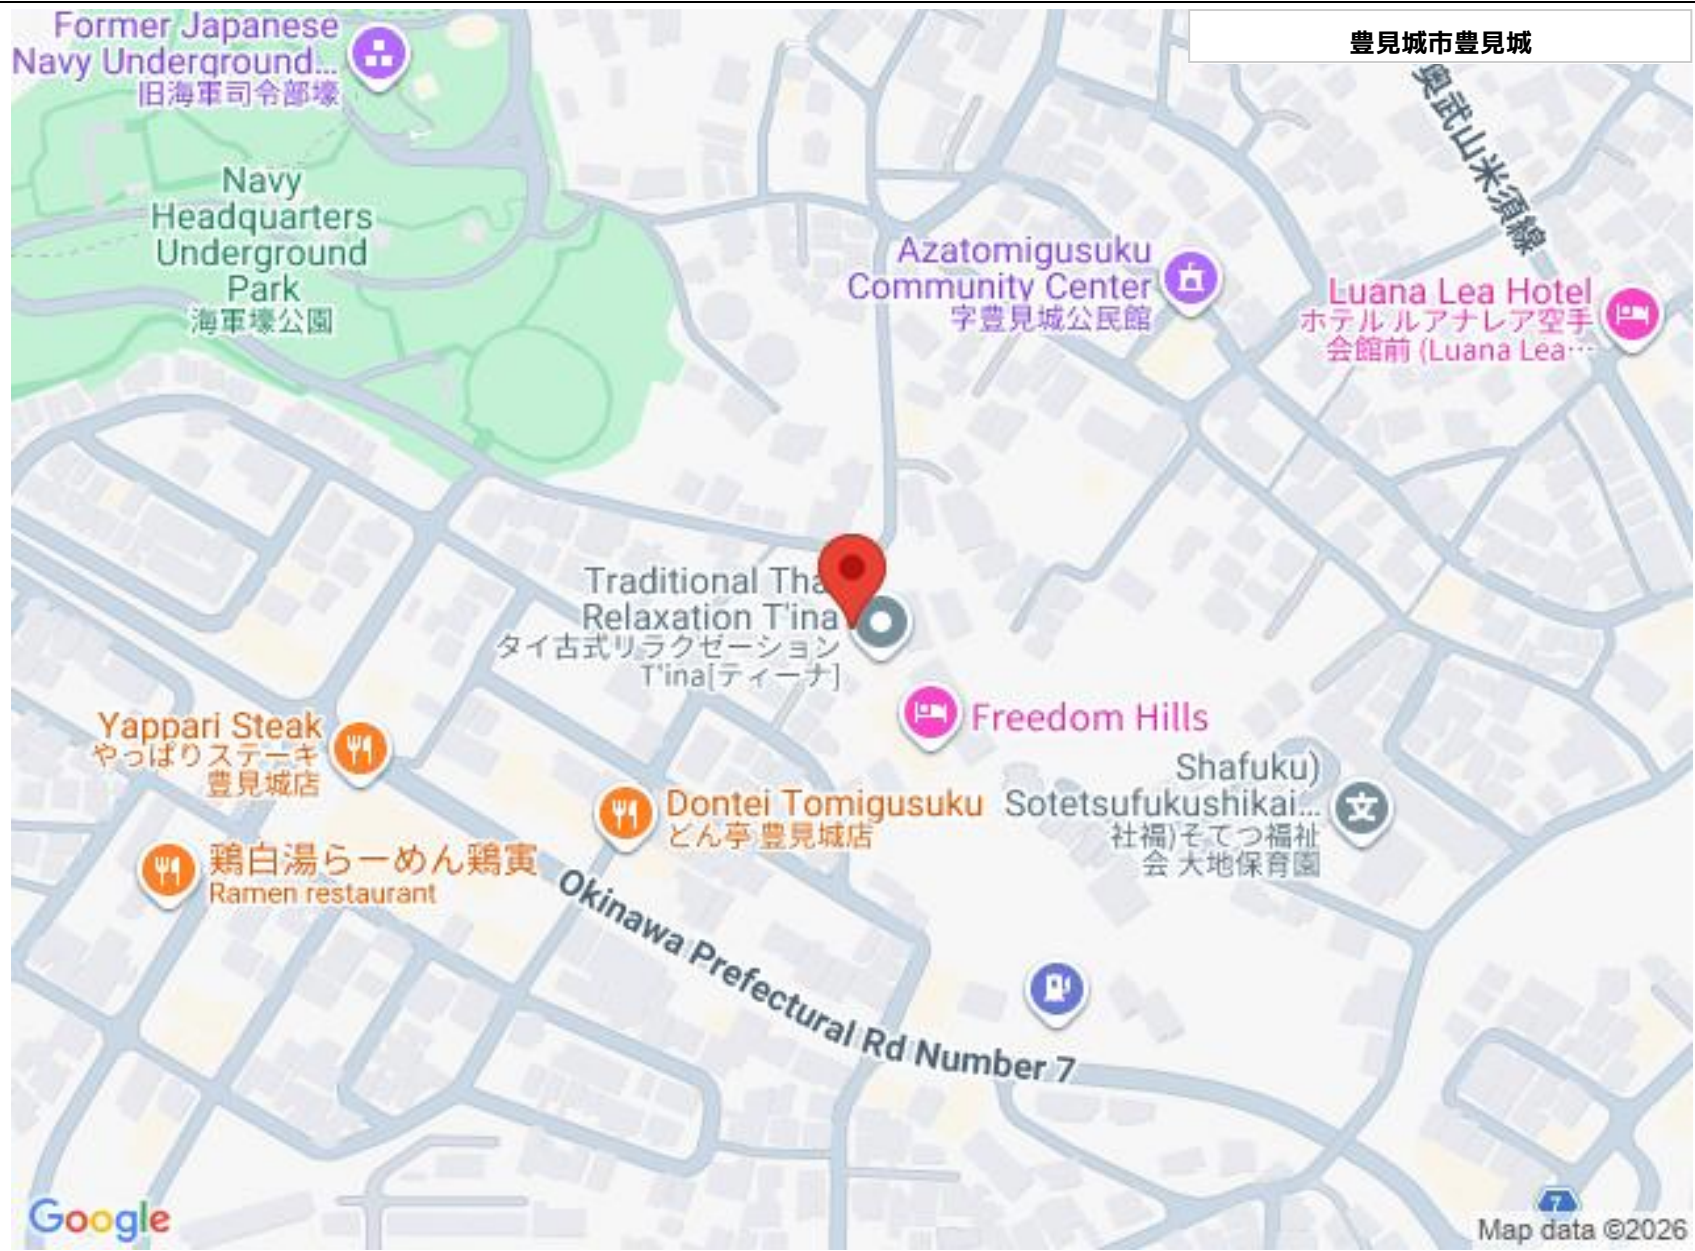 豊見城市豊見城
Former Japanese
Navy Underground...
旧海軍司令部壕
奥武山米須線
Navy
Headquarters
Underground
Park
海軍壕公園
Azatomigusuku
Community Center
字豊見城公民館
Luana Lea Hotel
ホテル ルアナレア空手
会館前 (Luana Lea…
Traditional Tha
Relaxation T'ina
タイ古式リラクゼーション
T'ina[ティーナ]
Freedom Hills
Yappari Steak
やっぱりステーキ
豊見城店
Dontei Tomigusuku
どん亭 豊見城店
Shafuku)
Sotetsufukushikai...
社福)そてつ福祉
会 大地保育園
鶏白湯らーめん鶏寅
Ramen restaurant
Okinawa Prefectural Rd Number 7
7
Google
Map data ©2026